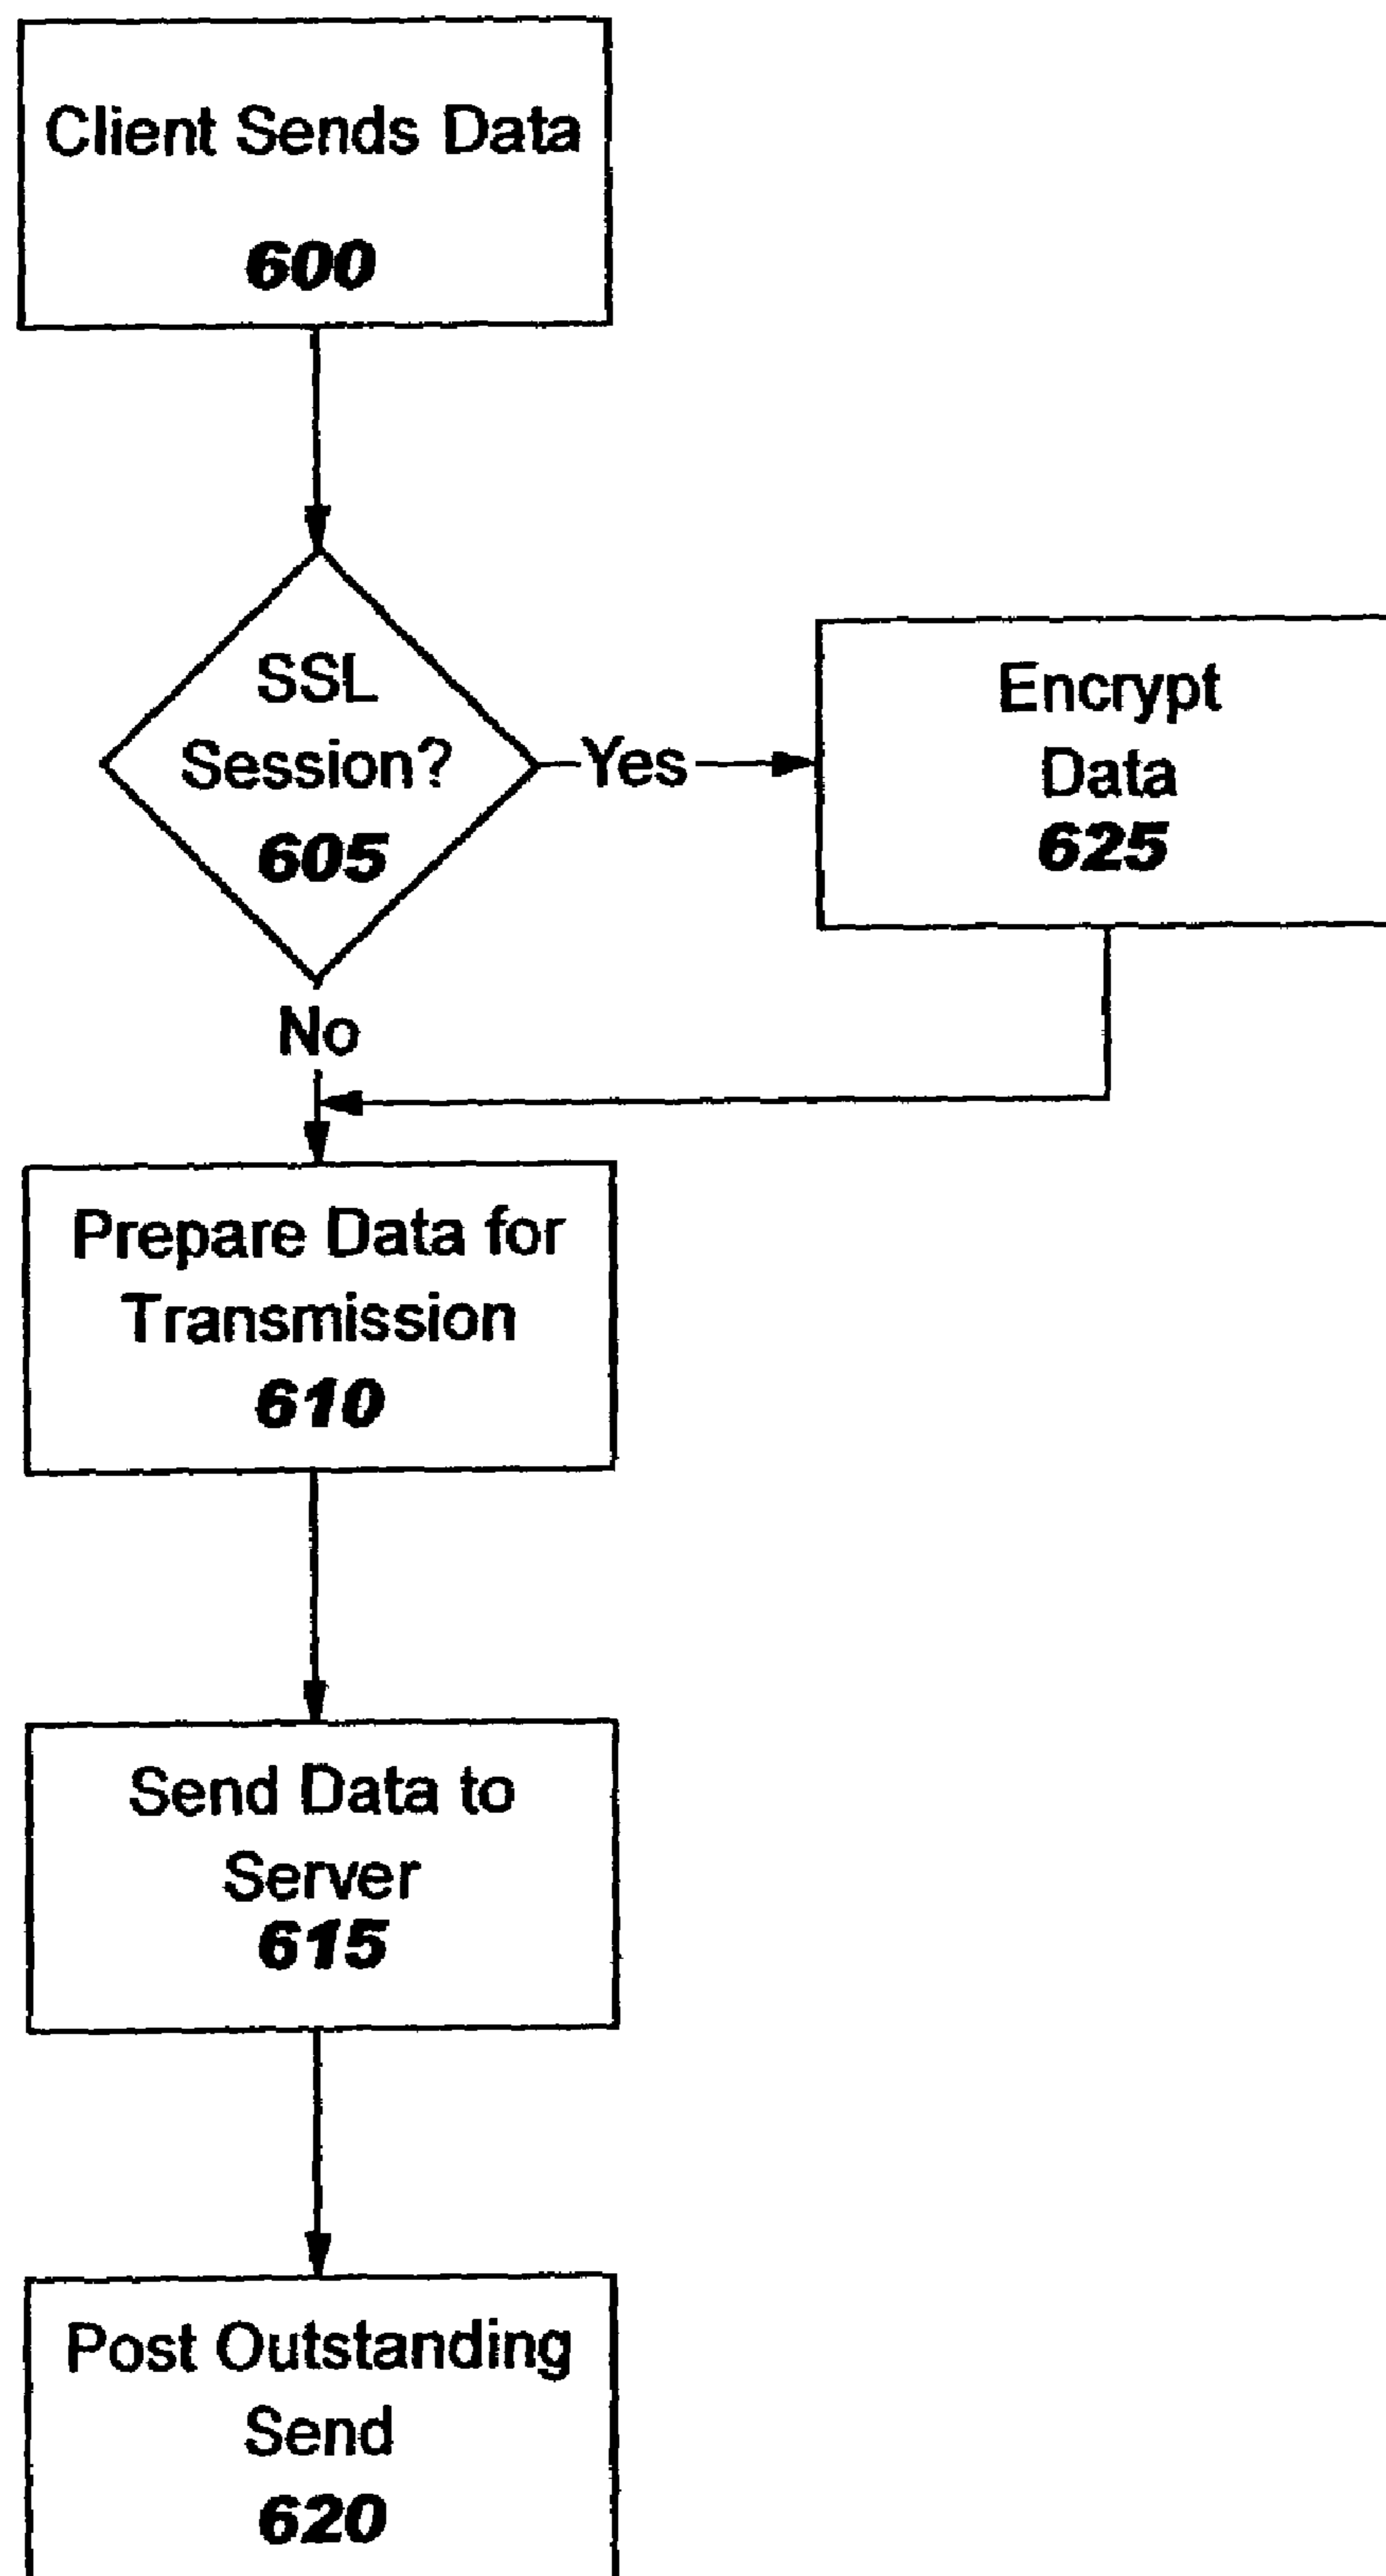 Client Sends Data
600
SSL
Session?
605
Yes
Encrypt
Data
625
No
Prepare Data for
Transmission
610
Send Data to
Server
615
Post Outstanding
Send
620